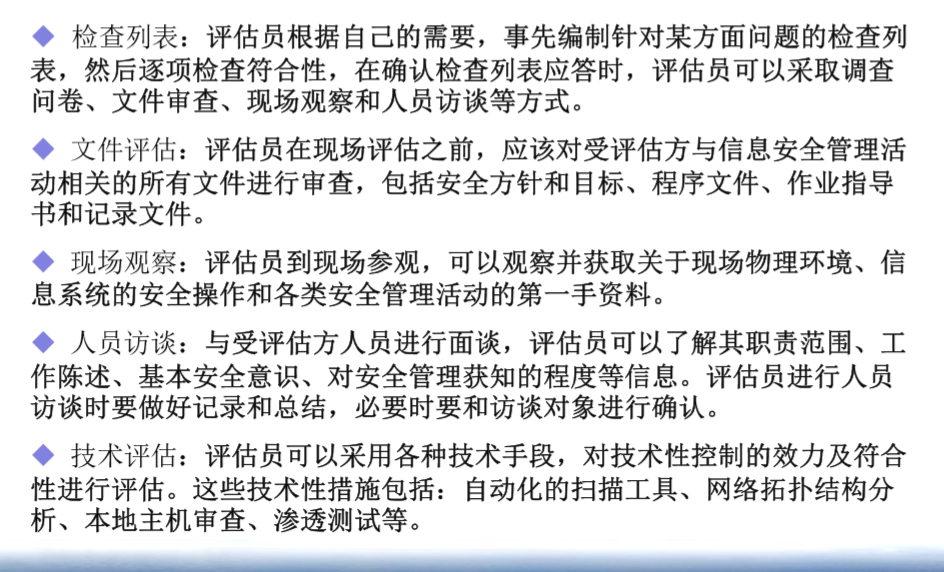 ◆ 检查列表：评估员根据自己的需要，事先编制针对某方面问题的检查列
表，然后逐项检查符合性，在确认检查列表应答时，评估员可以采取调查
问卷、文件审查、现场观察和人员访谈等方式。
◆ 文件评估：评估员在现场评估之前，应该对受评估方与信息安全管理活
动相关的所有文件进行审查，包括安全方针和目标、程序文件、作业指导
书和记录文件。
◆ 现场观察：评估员到现场参观，可以观察并获取关于现场物理环境、信
息系统的安全操作和各类安全管理活动的第一手资料。
◆ 人员访谈：与受评估方人员进行面谈，评估员可以了解其职责范围、工
作陈述、基本安全意识、对安全管理获知的程度等信息。评估员进行人员
访谈时要做好记录和总结，必要时要和访谈对象进行确认。
◆ 技术评估：评估员可以采用各种技术手段，对技术性控制的效力及符合
性进行评估。这些技术性措施包括：自动化的扫描工具、网络拓扑结构分
析、本地主机审查、渗透测试等。